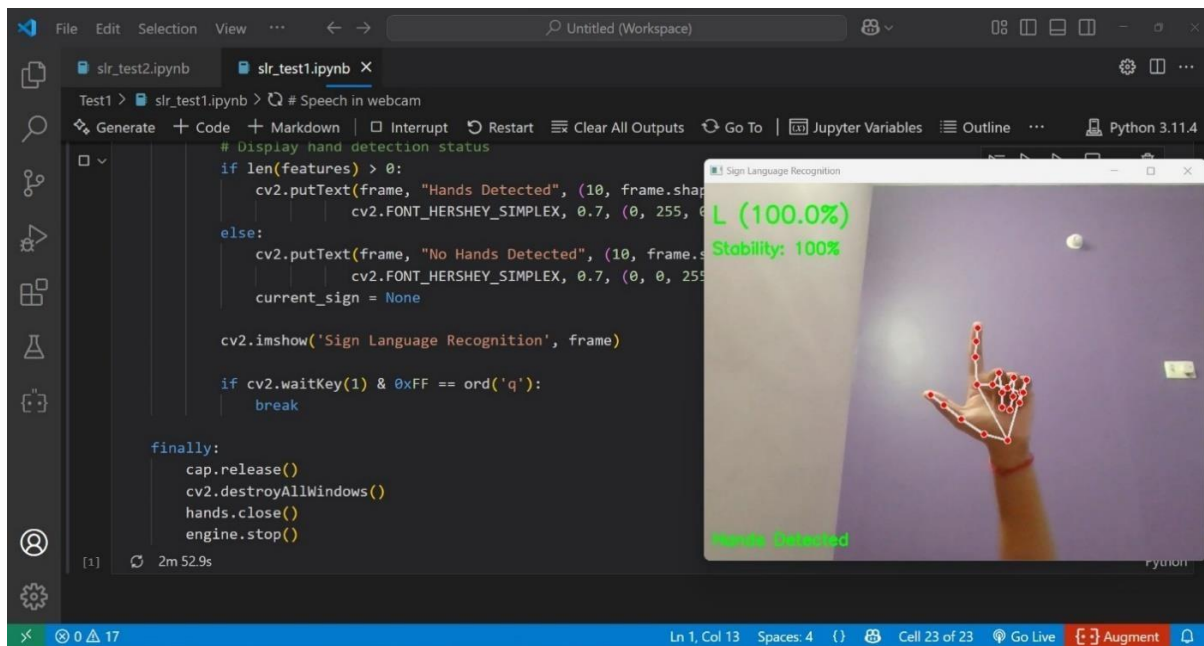 File Edit Selection View ··· Untitled (Workspace)
slr_test2.ipynb slr_test1.ipynb
Test1 > slr_test1.ipynb > # Speech in webcam
Generate + Code + Markdown Interrupt Restart Clear All Outputs Go To Jupyter Variables Outline ··· Python 3.11.4
# Display hand detection status
if len(features) > 0:
cv2.putText(frame, "Hands Detected", (10, frame.shap
cv2.FONT_HERSHEY_SIMPLEX, 0.7, (0, 255, 0
else:
cv2.putText(frame, "No Hands Detected", (10, frame.s
cv2.FONT_HERSHEY_SIMPLEX, 0.7, (0, 0, 255
current_sign = None
cv2.imshow('Sign Language Recognition', frame)
if cv2.waitKey(1) & 0xFF == ord('q'):
break
finally:
cap.release()
cv2.destroyAllWindows()
hands.close()
engine.stop()
[1] 2m 52.9s
Python
Sign Language Recognition
L (100.0%)
Stability: 100%
Hands Detected
0 17 Ln 1, Col 13 Spaces: 4 {} Cell 23 of 23 Go Live Augment